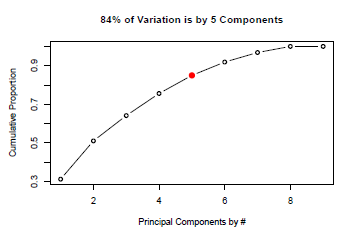 84% of Variation is by 5 Components
Cumulative Proportion
0.9
0.7
0.5
0.3
2 4 6 8
Principal Components by #